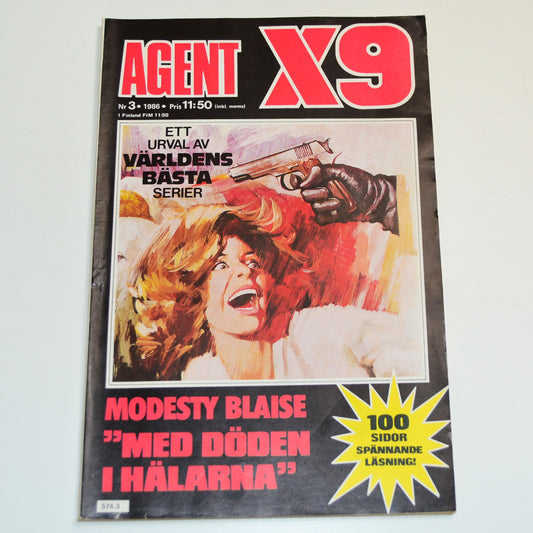 AGENT X9
Nr 3 • 1986 • Pris 11:50 (inkl. moms)
I Finland FIM 11:50
ETT
URVAL AV
VÄRLDENS
BÄSTA
SERIER
MODESTY BLAISE
"MED DÖDEN
I HÄLARNA"
100
SIDOR
SPÄNNANDE
LÄSNING!
574-3